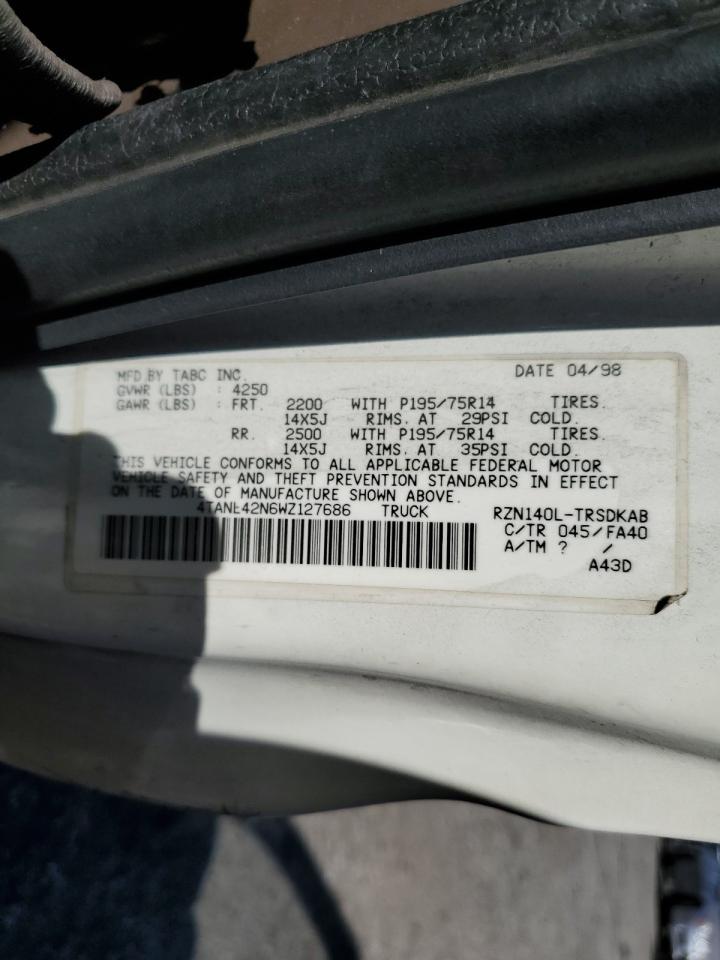 MFD BY TABC INC. DATE 04/98
GVWR (LBS) : 4250
GAWR (LBS) : FRT. 2200 WITH P195/75R14 TIRES.
14X5J RIMS. AT 29PSI COLD.
RR. 2500 WITH P195/75R14 TIRES.
14X5J RIMS. AT 35PSI COLD.
THIS VEHICLE CONFORMS TO ALL APPLICABLE FEDERAL MOTOR
VEHICLE SAFETY AND THEFT PREVENTION STANDARDS IN EFFECT
ON THE DATE OF MANUFACTURE SHOWN ABOVE.
4TANL42N6WZ127686 TRUCK RZN140L-TRSDKAB
C/TR 045/FA40
A/TM ? /
A43D